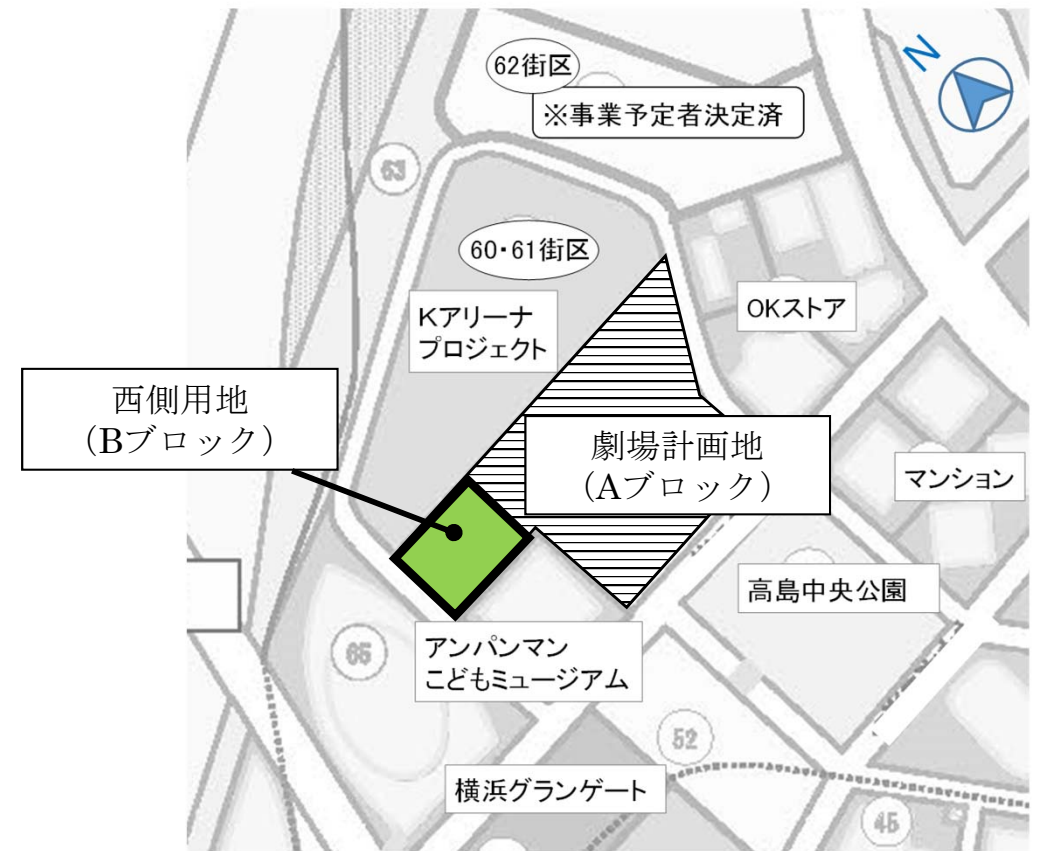 N
62街区
※事業予定者決定済
63
60・61街区
Kアリーナ
プロジェクト
OKストア
西側用地
（Bブロック）
劇場計画地
（Aブロック）
マンション
高島中央公園
アンパンマン
こどもミュージアム
65
52
横浜グランゲート
45